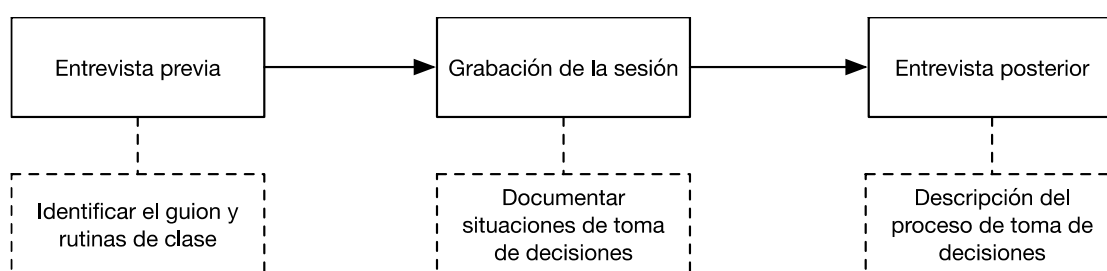 Entrevista previa
Grabación de la sesión
Entrevista posterior
Identificar el guion y
rutinas de clase
Documentar
situaciones de toma
de decisiones
Descripción del
proceso de toma de
decisiones